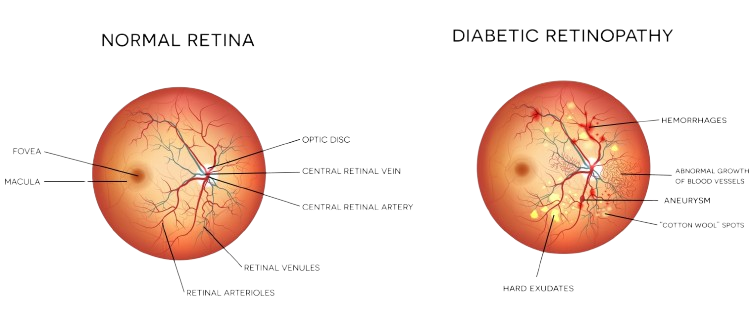 NORMAL RETINA
FOVEA
MACULA
OPTIC DISC
CENTRAL RETINAL VEIN
CENTRAL RETINAL ARTERY
RETINAL VENULES
RETINAL ARTERIOLES
DIABETIC RETINOPATHY
HEMORRHAGES
ABNORMAL GROWTH
OF BLOOD VESSELS
ANEURYSM
"COTTON WOOL" SPOTS
HARD EXUDATES